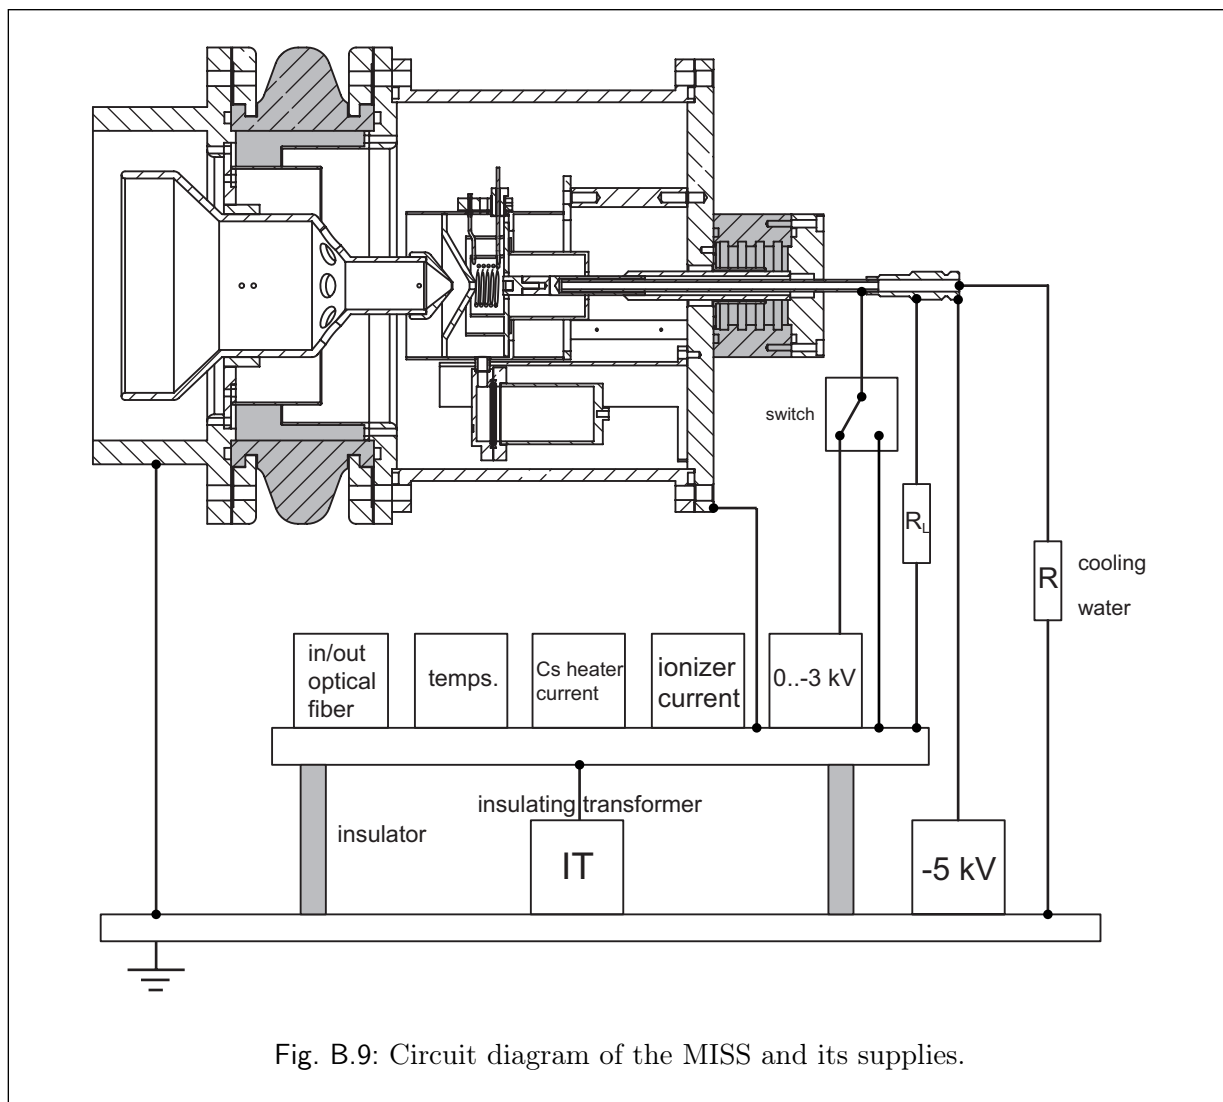 switch
R_L
R
cooling
water
in/out
optical
fiber
temps.
Cs heater
current
ionizer
current
0..-3 kV
insulating transformer
insulator
IT
-5 kV
Fig. B.9: Circuit diagram of the MISS and its supplies.